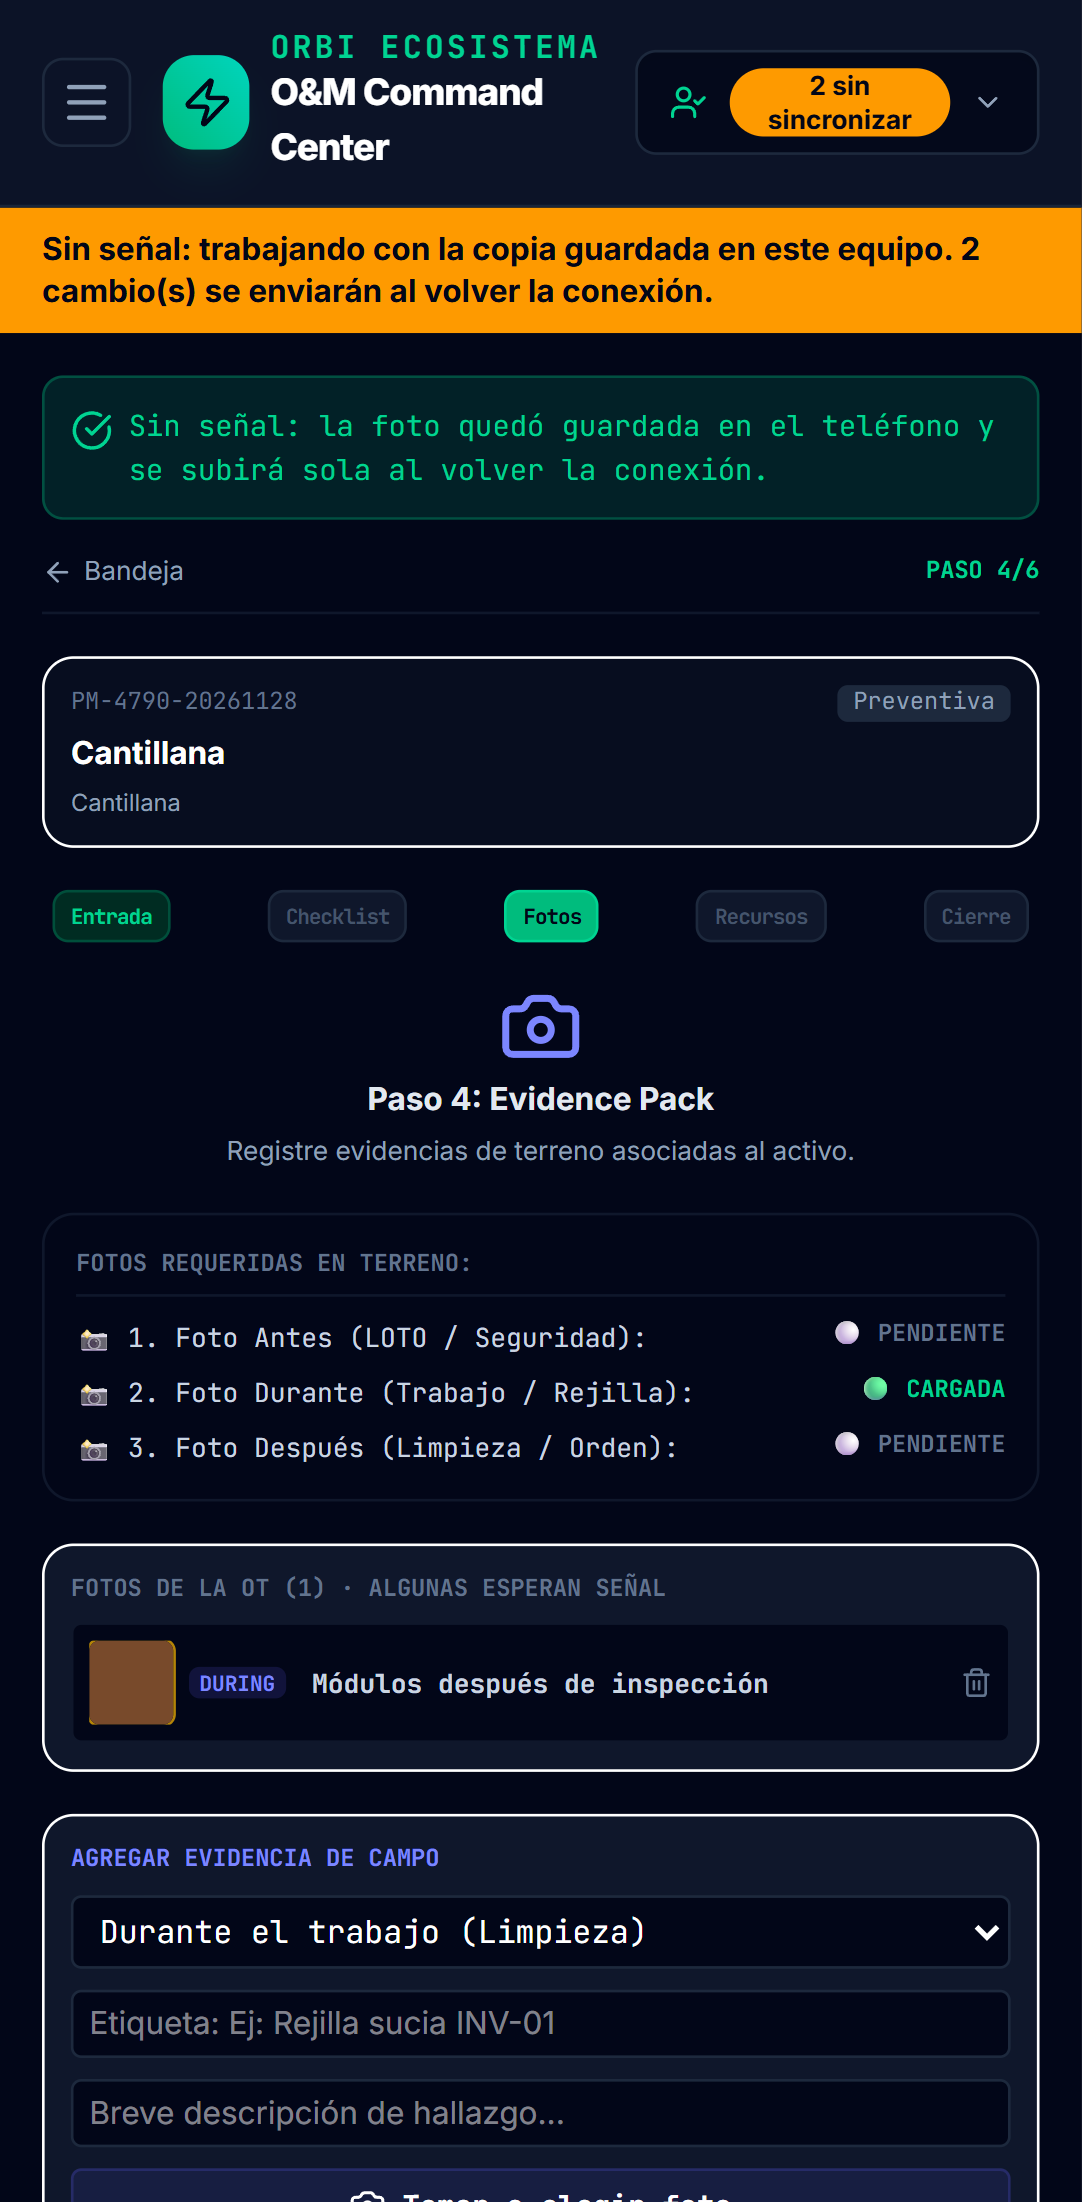 ORBI ECOSISTEMA
O&M Command
Center
2 sin
sincronizar
Sin señal: trabajando con la copia guardada en este equipo. 2
cambio(s) se enviarán al volver la conexión.
Sin señal: la foto quedó guardada en el teléfono y
se subirá sola al volver la conexión.
Bandeja
PASO 4/6
PM-4790-20261128
Preventiva
Cantillana
Cantillana
Entrada
Checklist
Fotos
Recursos
Cierre
Paso 4: Evidence Pack
Registre evidencias de terreno asociadas al activo.
FOTOS REQUERIDAS EN TERRENO:
1. Foto Antes (LOTO / Seguridad):
PENDIENTE
2. Foto Durante (Trabajo / Rejilla):
CARGADA
3. Foto Después (Limpieza / Orden):
PENDIENTE
FOTOS DE LA OT (1) · ALGUNAS ESPERAN SEÑAL
DURING
Módulos después de inspección
AGREGAR EVIDENCIA DE CAMPO
Durante el trabajo (Limpieza)
Etiqueta: Ej: Rejilla sucia INV-01
Breve descripción de hallazgo...
Tomar o elegir foto